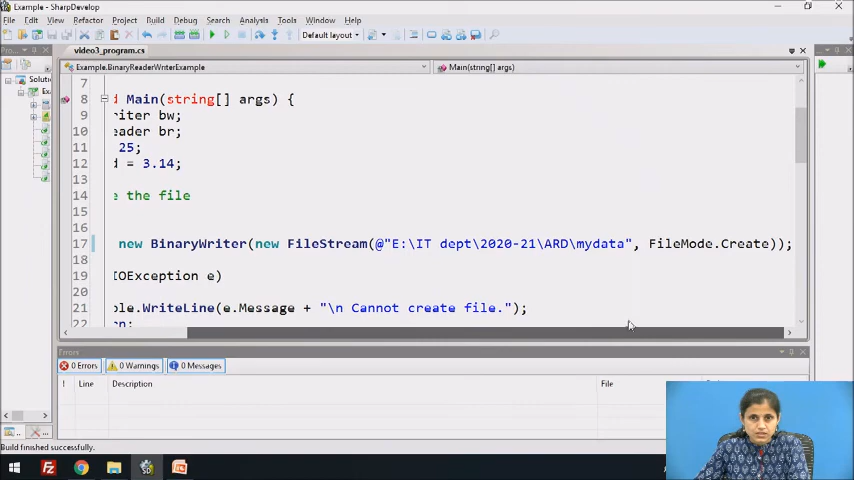 Example - SharpDevelop
File Edit View Refactor Project Build Debug Search Analysis Tools Window Help
Default layout
Pro...
video3_program.cs
Example.BinaryReaderWriterExample
Main(string[] args)
Solution
Ex
7
8 d Main(string[] args) {
9 riter bw;
10 eader br;
11 25;
12 d = 3.14;
13
14 e the file
15
16
17 new BinaryWriter(new FileStream(@"E:\IT dept\2020-21\ARD\mydata", FileMode.Create));
18
19 (IOException e)
20
21 ole.WriteLine(e.Message + "\n Cannot create file.");
22 rn;
Errors
0 Errors 0 Warnings 0 Messages
! Line Description File
Build finished successfully.